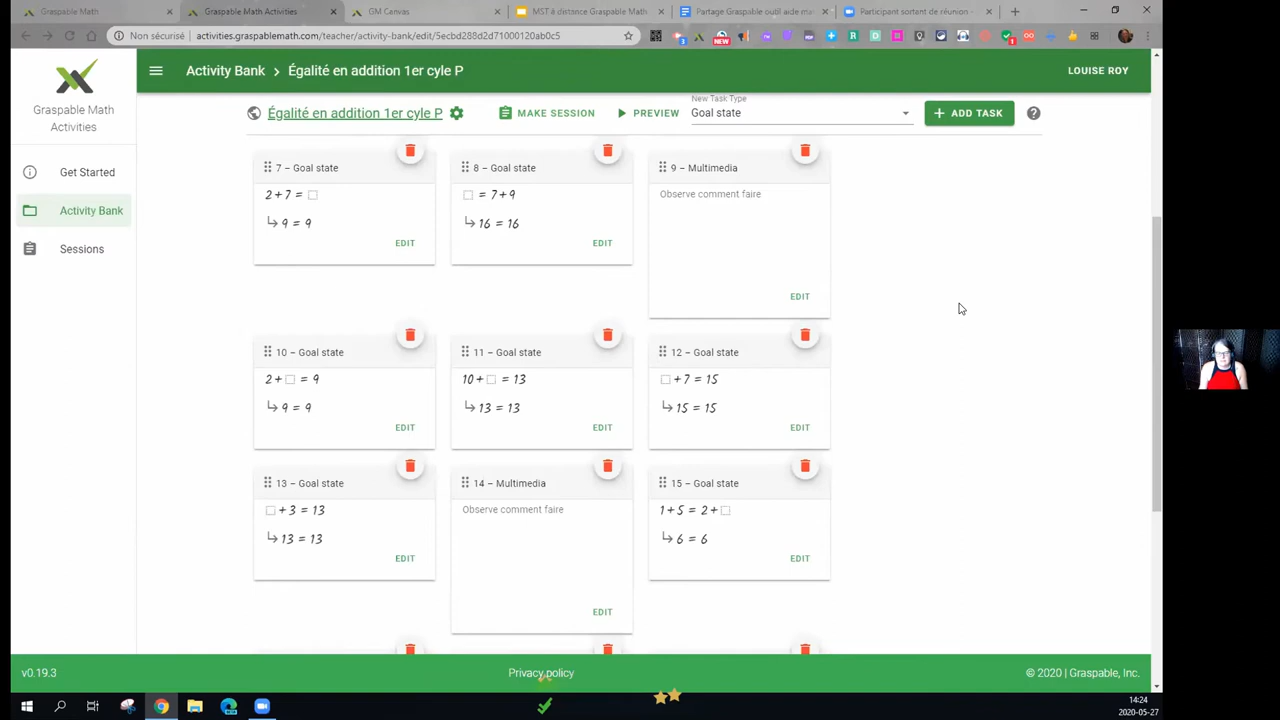 Graspable Math
Graspable Math Activities
GM Canvas
MST à distance Graspable Math
Partage:Graspable outil aide ma
Participant sortant de réunion -
Non sécurisé
activities.graspablemath.com/teacher/activity-bank/edit/5ecbd288d2d71000120abc05
NEW
Graspable Math
Activities
Get Started
Activity Bank
Sessions
Activity Bank > Égalité en addition 1er cyle P
LOUISE ROY
Égalité en addition 1er cyle P
MAKE SESSION
PREVIEW
New Task Type
Goal state
+ ADD TASK
7 – Goal state
2+7 = □
↳ 9 = 9
EDIT
8 – Goal state
□ = 7+9
↳ 16 = 16
EDIT
9 – Multimedia
Observe comment faire
EDIT
10 – Goal state
2+□ = 9
↳ 9 = 9
EDIT
11 – Goal state
10+□ = 13
↳ 13 = 13
EDIT
12 – Goal state
□+7 = 15
↳ 15 = 15
EDIT
13 – Goal state
□+3 = 13
↳ 13 = 13
EDIT
14 – Multimedia
Observe comment faire
EDIT
15 – Goal state
1+5 = 2+□
↳ 6 = 6
EDIT
v0.19.3
Privacy policy
© 2020 | Graspable, Inc.
14:24
2020-05-27